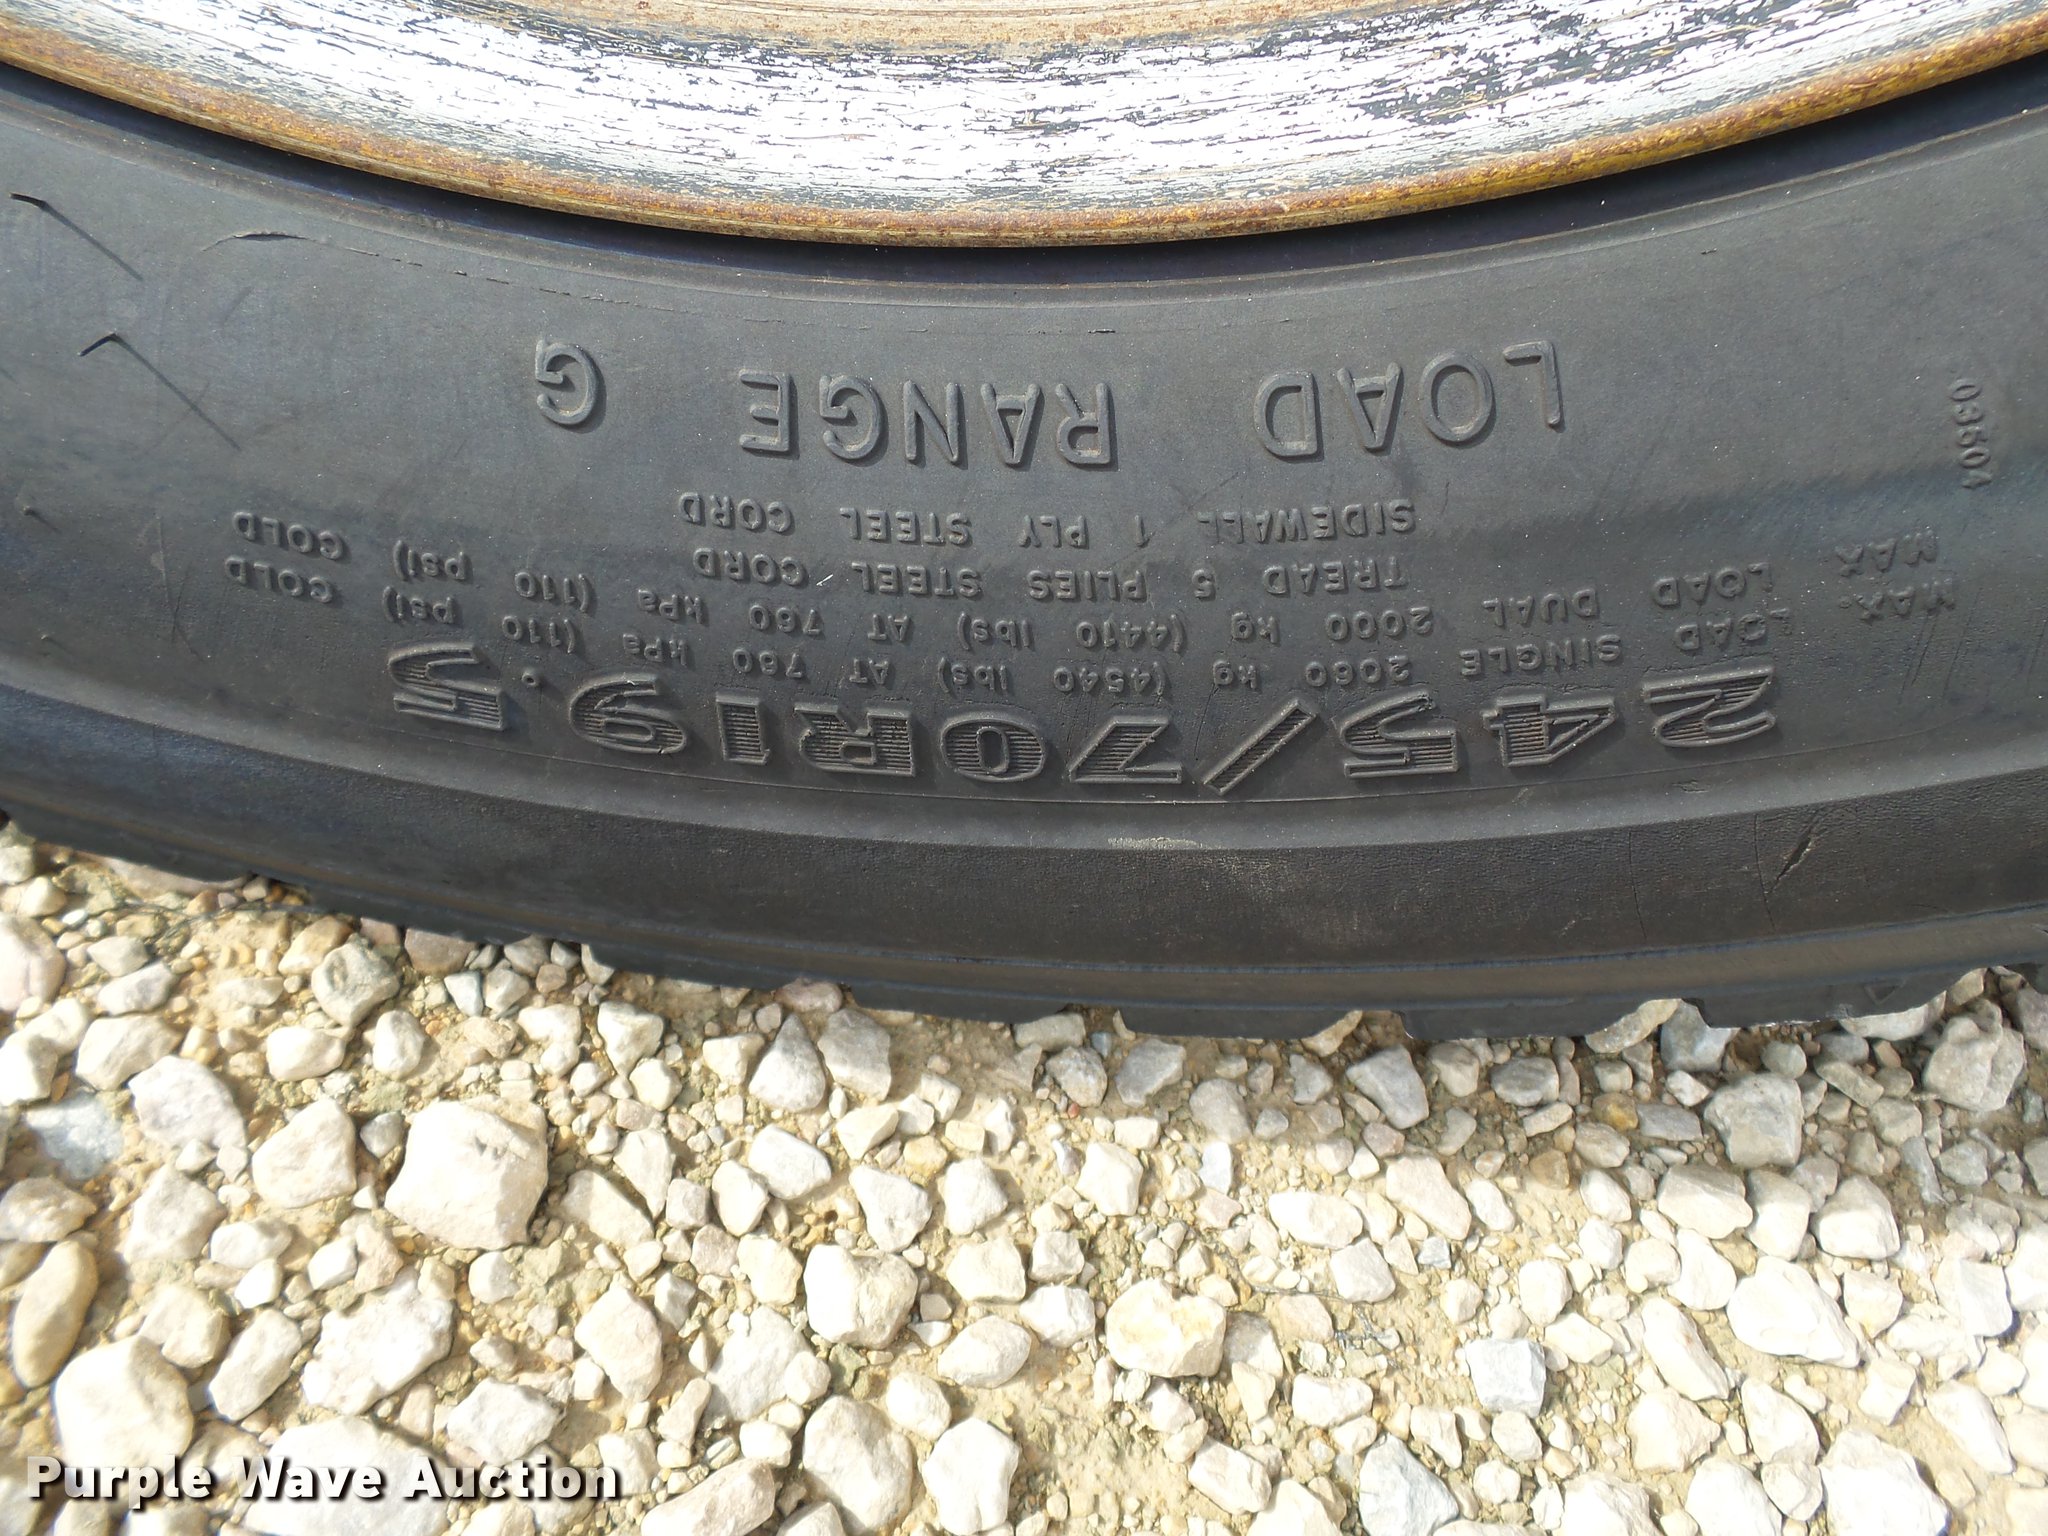 245/70R19.5
MAX. LOAD SINGLE 2060 kg (4540 lbs) AT 760 kPa (110 psi) COLD
MAX LOAD DUAL 2000 kg (4410 lbs) AT 760 kPa (110 psi) COLD
TREAD 5 PLIES STEEL CORD
SIDEWALL 1 PLY STEEL CORD
LOAD RANGE G
03604
Purple Wave Auction